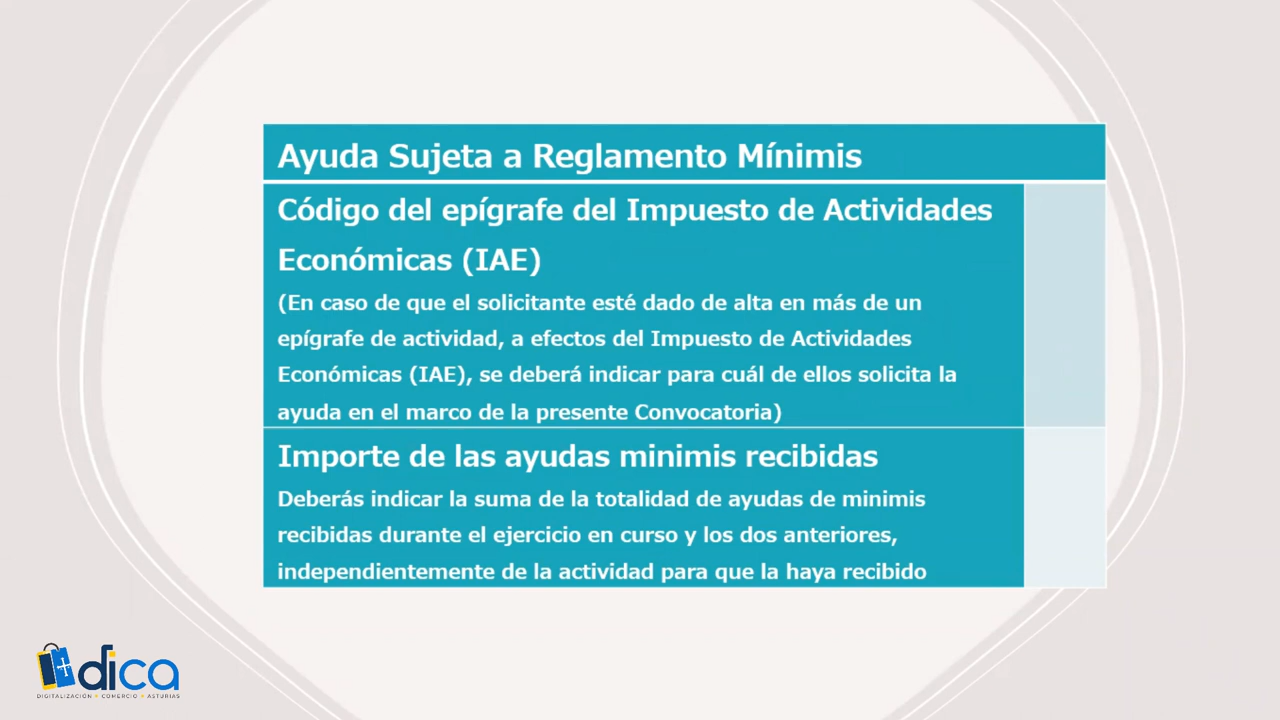 Ayuda Sujeta a Reglamento Mínimis
Código del epígrafe del Impuesto de Actividades
Económicas (IAE)
(En caso de que el solicitante esté dado de alta en más de un
epígrafe de actividad, a efectos del Impuesto de Actividades
Económicas (IAE), se deberá indicar para cuál de ellos solicita la
ayuda en el marco de la presente Convocatoria)
Importe de las ayudas minimis recibidas
Deberás indicar la suma de la totalidad de ayudas de minimis
recibidas durante el ejercicio en curso y los dos anteriores,
independientemente de la actividad para que la haya recibido
dica
DIGITALIZACIÓN + COMERCIO + ASTURIAS